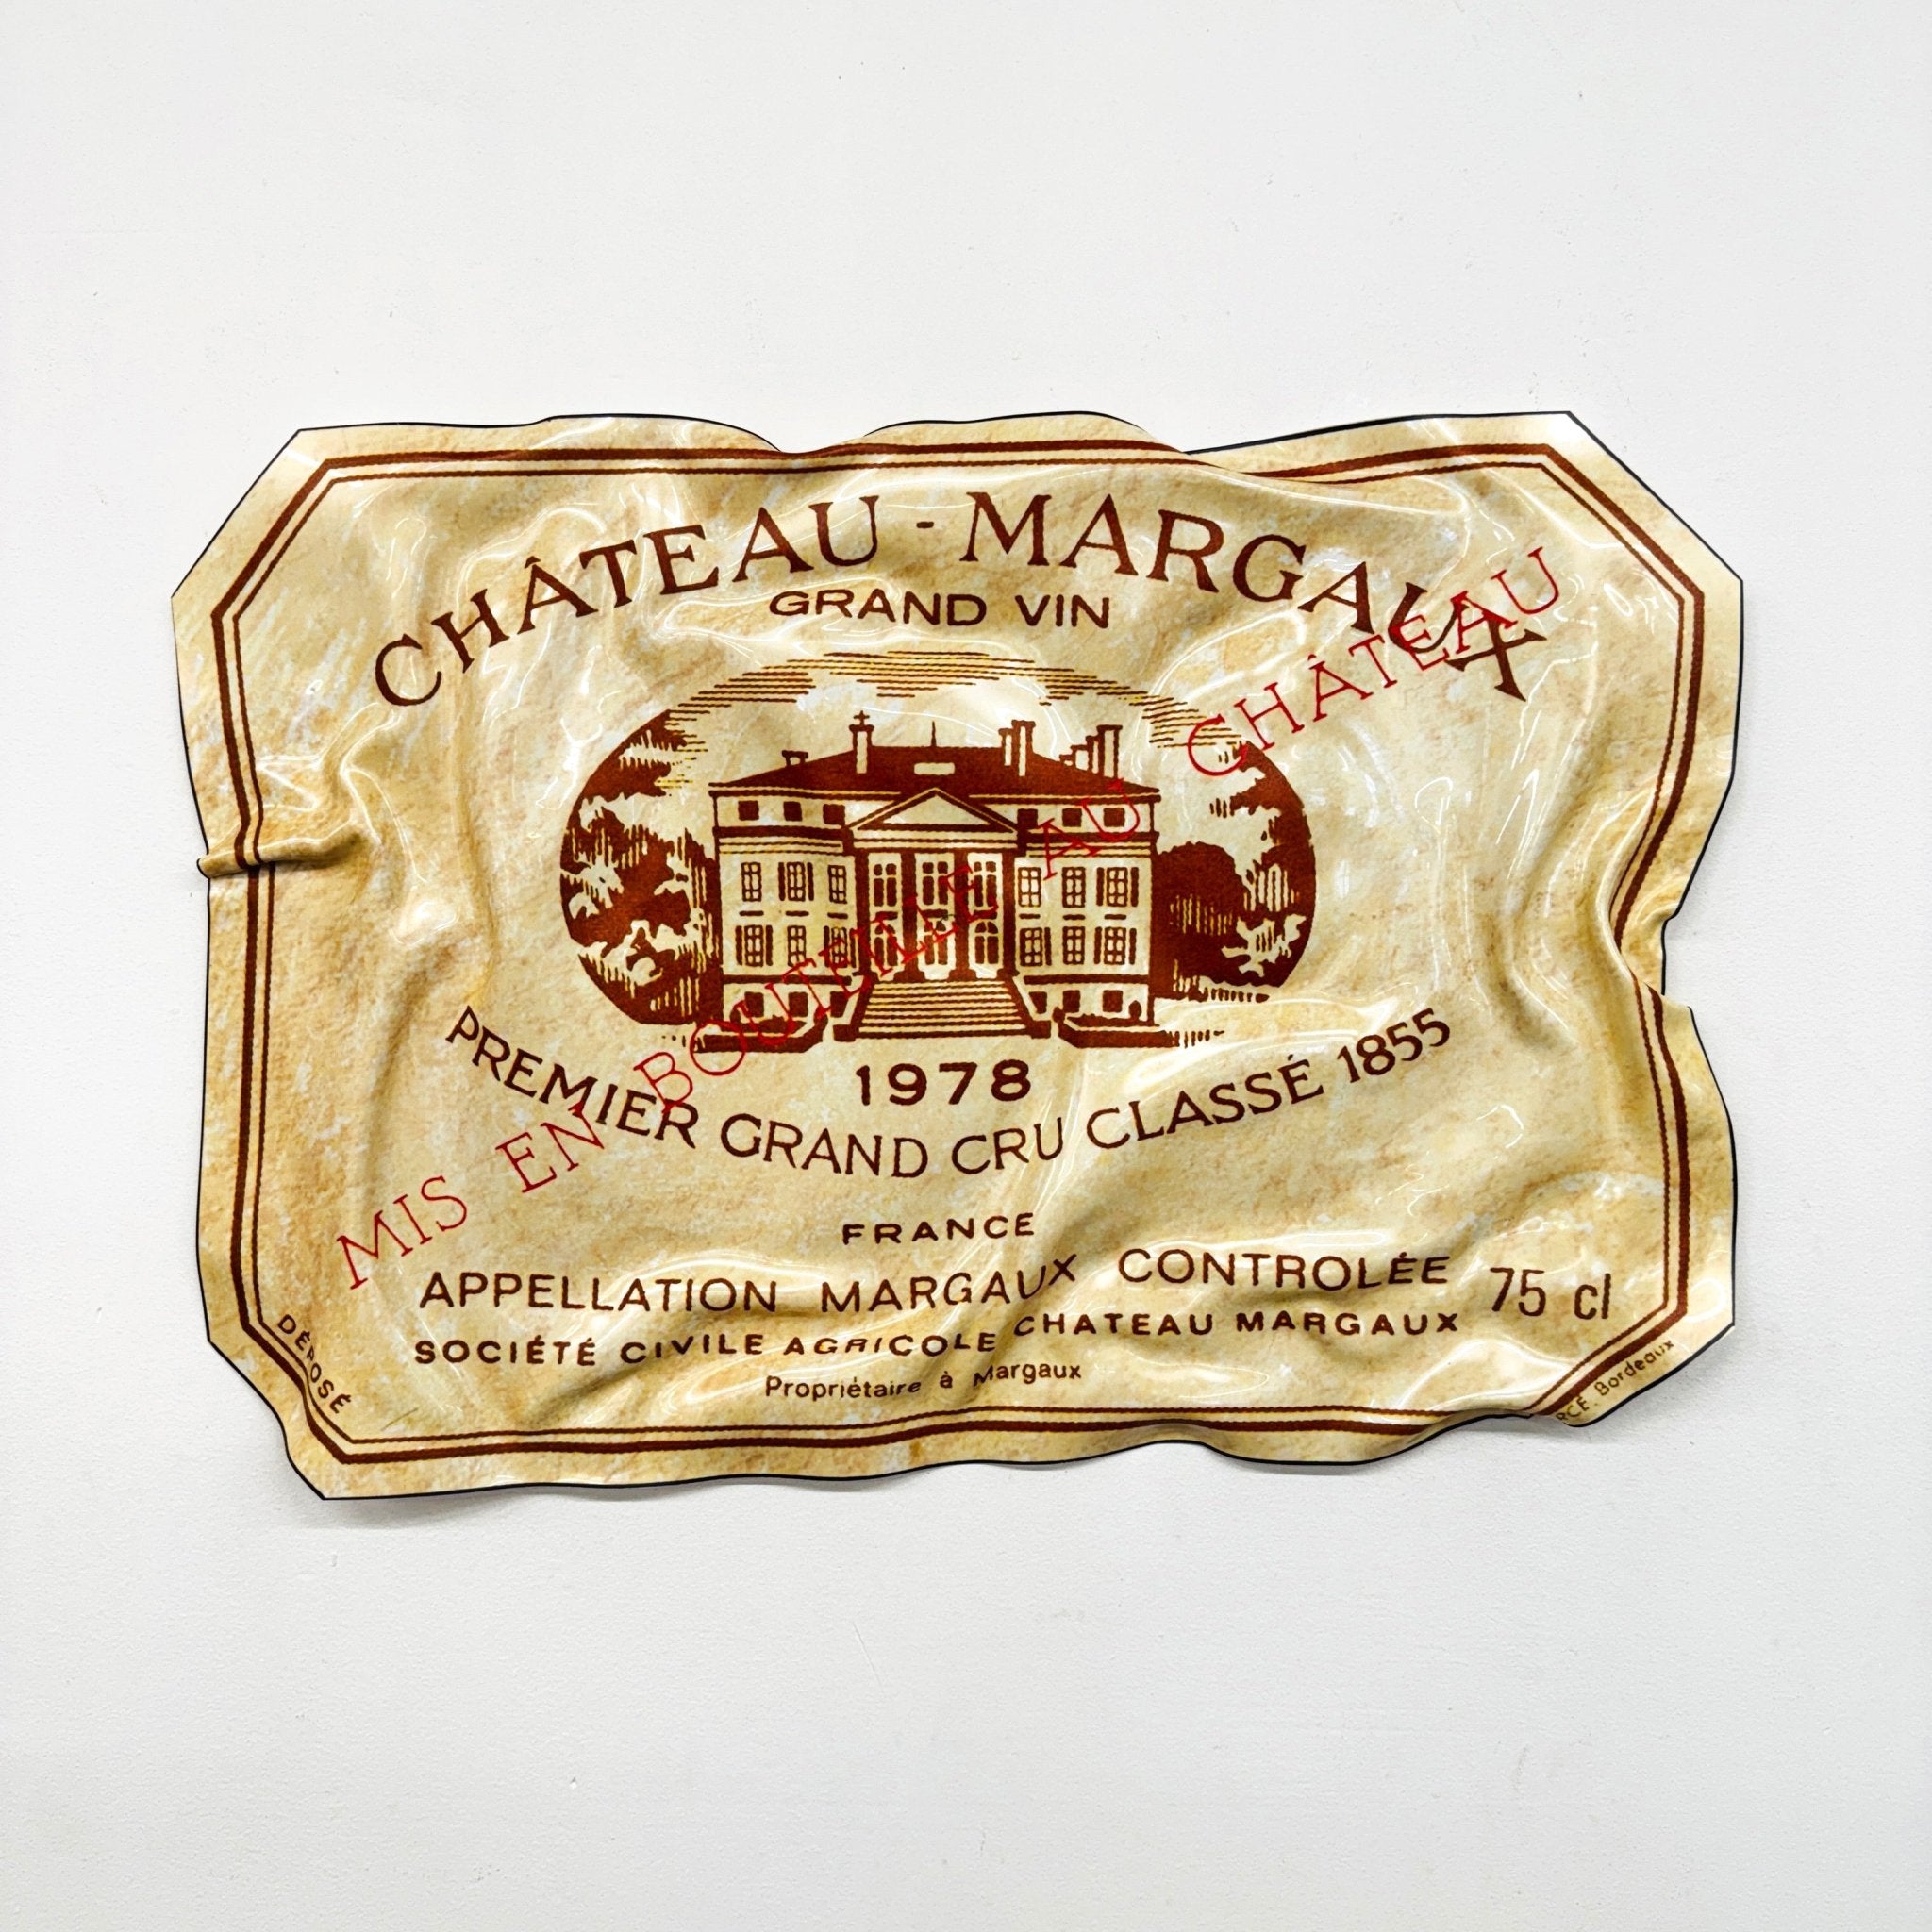 CHÂTEAU - MARGAUX
GRAND VIN
MIS EN BOUTEILLE AU CHÂTEAU
1978
PREMIER GRAND CRU CLASSÉ 1855
FRANCE
APPELLATION MARGAUX CONTROLÉE
75 cl
SOCIÉTÉ CIVILE AGRICOLE CHATEAU MARGAUX
Propriétaire à Margaux
DÉPOSÉ
Bordeaux